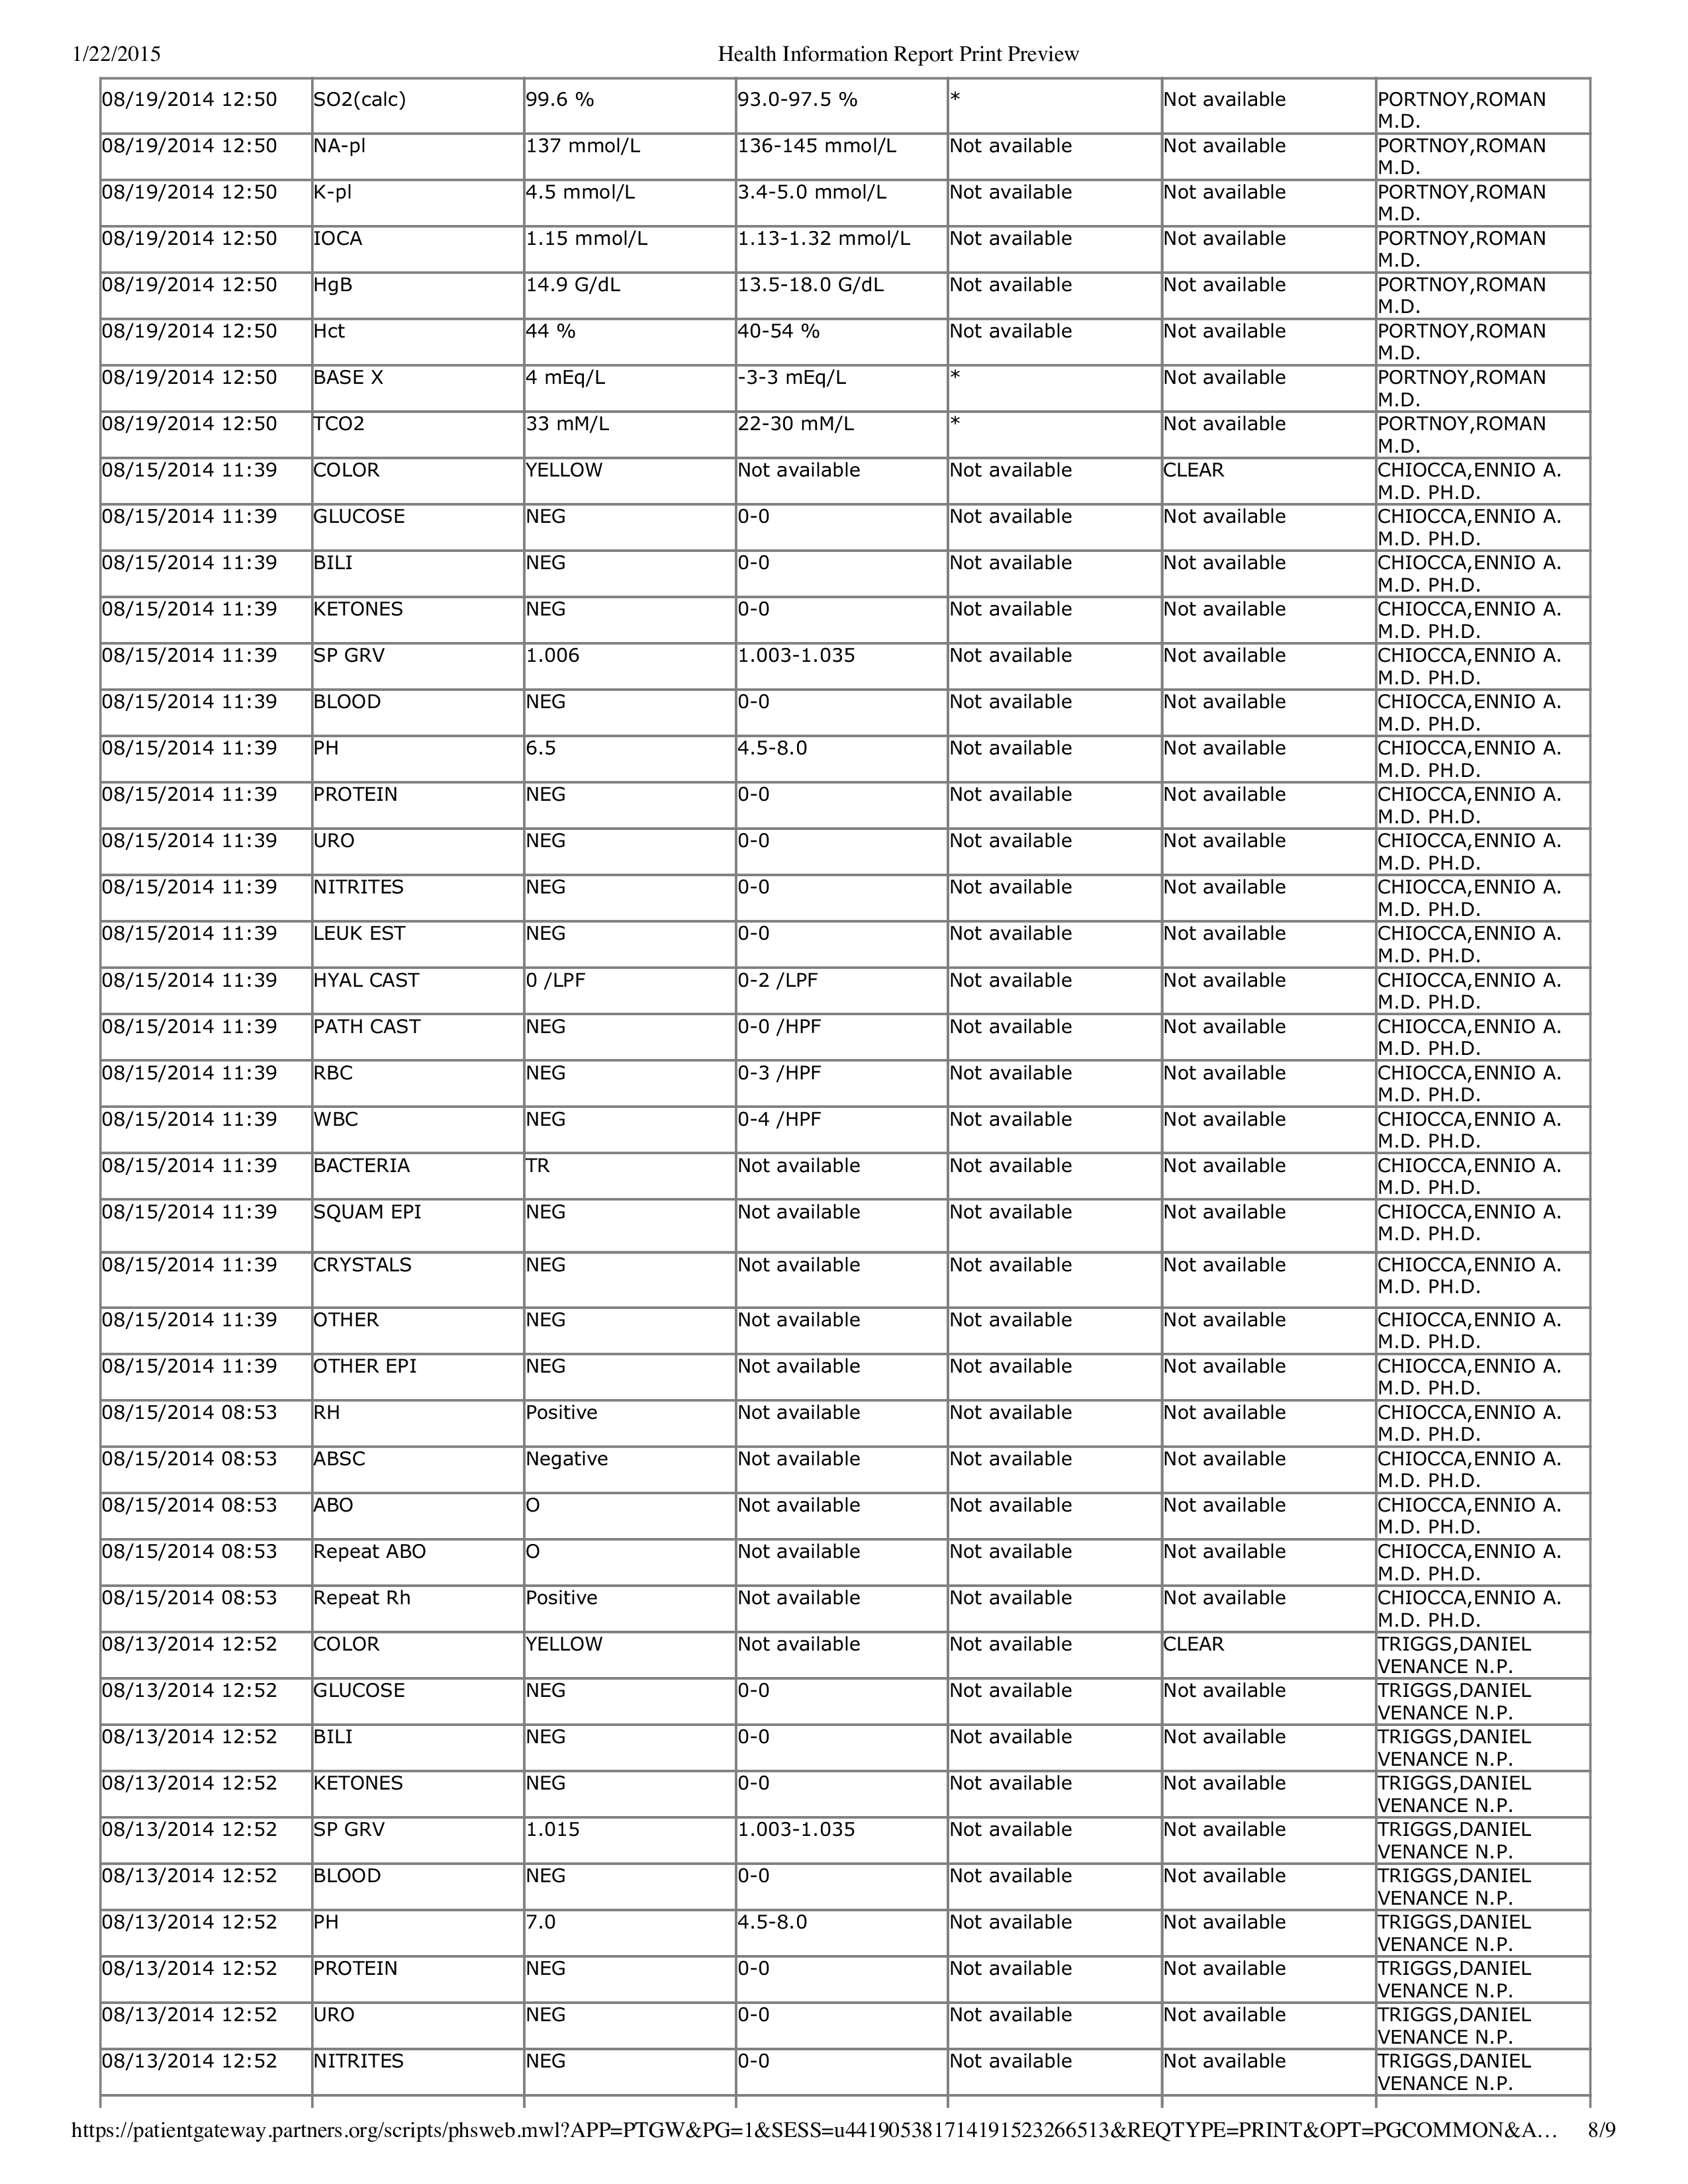 1/22/2015 Health Information Report Print Preview
08/19/2014 12:50 SO2(calc) 99.6 % 93.0-97.5 % * Not available PORTNOY,ROMAN
M.D.
08/19/2014 12:50 NA-pl 137 mmol/L 136-145 mmol/L Not available Not available PORTNOY,ROMAN
M.D.
08/19/2014 12:50 K-pl 4.5 mmol/L 3.4-5.0 mmol/L Not available Not available PORTNOY,ROMAN
M.D.
08/19/2014 12:50 IOCA 1.15 mmol/L 1.13-1.32 mmol/L Not available Not available PORTNOY,ROMAN
M.D.
08/19/2014 12:50 HgB 14.9 G/dL 13.5-18.0 G/dL Not available Not available PORTNOY,ROMAN
M.D.
08/19/2014 12:50 Hct 44 % 40-54 % Not available Not available PORTNOY,ROMAN
M.D.
08/19/2014 12:50 BASE X 4 mEq/L -3-3 mEq/L * Not available PORTNOY,ROMAN
M.D.
08/19/2014 12:50 TCO2 33 mM/L 22-30 mM/L * Not available PORTNOY,ROMAN
M.D.
08/15/2014 11:39 COLOR YELLOW Not available Not available CLEAR CHIOCCA,ENNIO A.
M.D. PH.D.
08/15/2014 11:39 GLUCOSE NEG 0-0 Not available Not available CHIOCCA,ENNIO A.
M.D. PH.D.
08/15/2014 11:39 BILI NEG 0-0 Not available Not available CHIOCCA,ENNIO A.
M.D. PH.D.
08/15/2014 11:39 KETONES NEG 0-0 Not available Not available CHIOCCA,ENNIO A.
M.D. PH.D.
08/15/2014 11:39 SP GRV 1.006 1.003-1.035 Not available Not available CHIOCCA,ENNIO A.
M.D. PH.D.
08/15/2014 11:39 BLOOD NEG 0-0 Not available Not available CHIOCCA,ENNIO A.
M.D. PH.D.
08/15/2014 11:39 PH 6.5 4.5-8.0 Not available Not available CHIOCCA,ENNIO A.
M.D. PH.D.
08/15/2014 11:39 PROTEIN NEG 0-0 Not available Not available CHIOCCA,ENNIO A.
M.D. PH.D.
08/15/2014 11:39 URO NEG 0-0 Not available Not available CHIOCCA,ENNIO A.
M.D. PH.D.
08/15/2014 11:39 NITRITES NEG 0-0 Not available Not available CHIOCCA,ENNIO A.
M.D. PH.D.
08/15/2014 11:39 LEUK EST NEG 0-0 Not available Not available CHIOCCA,ENNIO A.
M.D. PH.D.
08/15/2014 11:39 HYAL CAST 0 /LPF 0-2 /LPF Not available Not available CHIOCCA,ENNIO A.
M.D. PH.D.
08/15/2014 11:39 PATH CAST NEG 0-0 /HPF Not available Not available CHIOCCA,ENNIO A.
M.D. PH.D.
08/15/2014 11:39 RBC NEG 0-3 /HPF Not available Not available CHIOCCA,ENNIO A.
M.D. PH.D.
08/15/2014 11:39 WBC NEG 0-4 /HPF Not available Not available CHIOCCA,ENNIO A.
M.D. PH.D.
08/15/2014 11:39 BACTERIA TR Not available Not available Not available CHIOCCA,ENNIO A.
M.D. PH.D.
08/15/2014 11:39 SQUAM EPI NEG Not available Not available Not available CHIOCCA,ENNIO A.
M.D. PH.D.
08/15/2014 11:39 CRYSTALS NEG Not available Not available Not available CHIOCCA,ENNIO A.
M.D. PH.D.
08/15/2014 11:39 OTHER NEG Not available Not available Not available CHIOCCA,ENNIO A.
M.D. PH.D.
08/15/2014 11:39 OTHER EPI NEG Not available Not available Not available CHIOCCA,ENNIO A.
M.D. PH.D.
08/15/2014 08:53 RH Positive Not available Not available Not available CHIOCCA,ENNIO A.
M.D. PH.D.
08/15/2014 08:53 ABSC Negative Not available Not available Not available CHIOCCA,ENNIO A.
M.D. PH.D.
08/15/2014 08:53 ABO O Not available Not available Not available CHIOCCA,ENNIO A.
M.D. PH.D.
08/15/2014 08:53 Repeat ABO O Not available Not available Not available CHIOCCA,ENNIO A.
M.D. PH.D.
08/15/2014 08:53 Repeat Rh Positive Not available Not available Not available CHIOCCA,ENNIO A.
M.D. PH.D.
08/13/2014 12:52 COLOR YELLOW Not available Not available CLEAR TRIGGS,DANIEL
VENANCE N.P.
08/13/2014 12:52 GLUCOSE NEG 0-0 Not available Not available TRIGGS,DANIEL
VENANCE N.P.
08/13/2014 12:52 BILI NEG 0-0 Not available Not available TRIGGS,DANIEL
VENANCE N.P.
08/13/2014 12:52 KETONES NEG 0-0 Not available Not available TRIGGS,DANIEL
VENANCE N.P.
08/13/2014 12:52 SP GRV 1.015 1.003-1.035 Not available Not available TRIGGS,DANIEL
VENANCE N.P.
08/13/2014 12:52 BLOOD NEG 0-0 Not available Not available TRIGGS,DANIEL
VENANCE N.P.
08/13/2014 12:52 PH 7.0 4.5-8.0 Not available Not available TRIGGS,DANIEL
VENANCE N.P.
08/13/2014 12:52 PROTEIN NEG 0-0 Not available Not available TRIGGS,DANIEL
VENANCE N.P.
08/13/2014 12:52 URO NEG 0-0 Not available Not available TRIGGS,DANIEL
VENANCE N.P.
08/13/2014 12:52 NITRITES NEG 0-0 Not available Not available TRIGGS,DANIEL
VENANCE N.P.
https://patientgateway.partners.org/scripts/phsweb.mwl?APP=PTGW&PG=1&SESS=u441905381714191523266513&REQTYPE=PRINT&OPT=PGCOMMON&A… 8/9